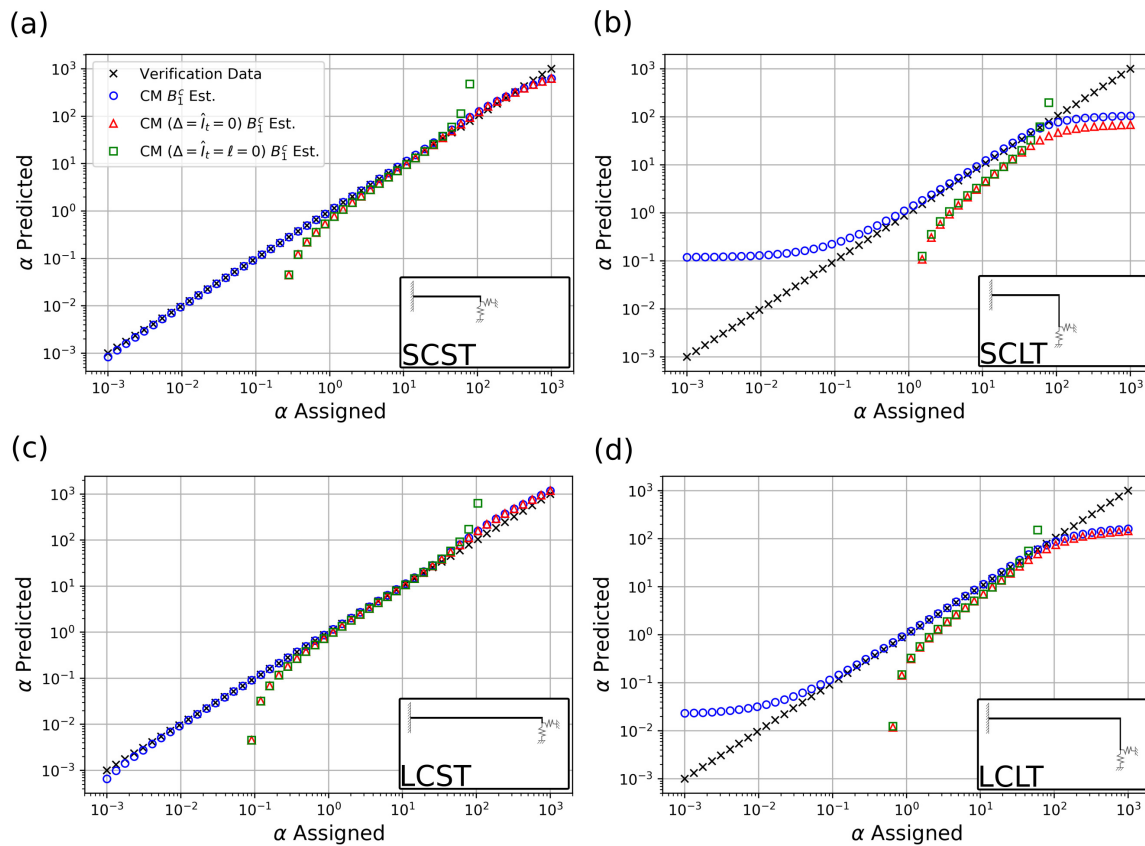 (a)
10³
10²
10¹
10⁰
10⁻¹
10⁻²
10⁻³
α Predicted
Verification Data
CM B₁ᶜ Est.
CM (Δ = Î_t = 0) B₁ᶜ Est.
CM (Δ = Î_t = ℓ = 0) B₁ᶜ Est.
SCST
10⁻³ 10⁻² 10⁻¹ 10⁰ 10¹ 10² 10³
α Assigned
(b)
10³
10²
10¹
10⁰
10⁻¹
10⁻²
10⁻³
α Predicted
SCLT
10⁻³ 10⁻² 10⁻¹ 10⁰ 10¹ 10² 10³
α Assigned
(c)
10³
10²
10¹
10⁰
10⁻¹
10⁻²
10⁻³
α Predicted
LCST
10⁻³ 10⁻² 10⁻¹ 10⁰ 10¹ 10² 10³
α Assigned
(d)
10³
10²
10¹
10⁰
10⁻¹
10⁻²
10⁻³
α Predicted
LCLT
10⁻³ 10⁻² 10⁻¹ 10⁰ 10¹ 10² 10³
α Assigned